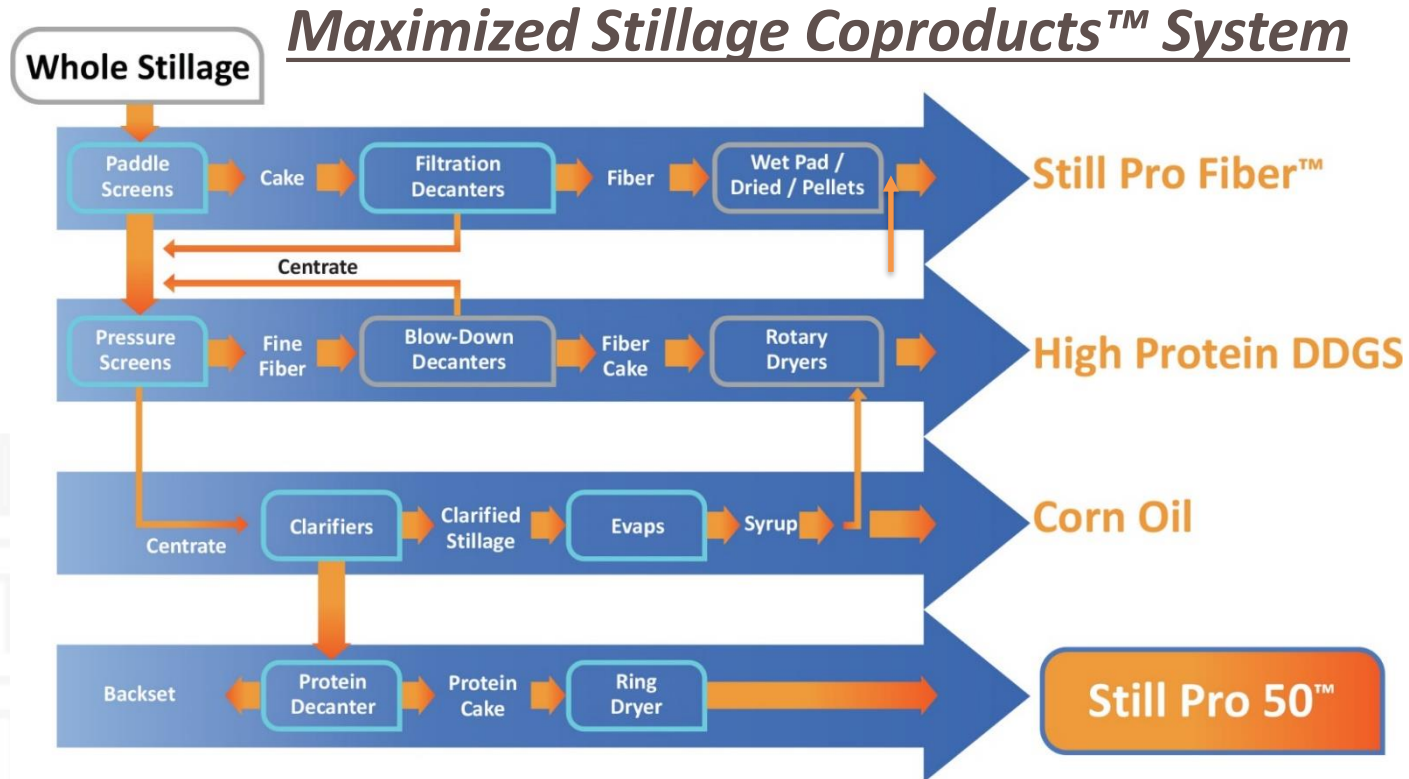 Maximized Stillage Coproducts™ System
Whole Stillage
Paddle
Screens
Cake
Filtration
Decanters
Fiber
Wet Pad /
Dried / Pellets
Still Pro Fiber™
Centrate
Pressure
Screens
Fine
Fiber
Blow-Down
Decanters
Fiber
Cake
Rotary
Dryers
High Protein DDGS
Centrate
Clarifiers
Clarified
Stillage
Evaps
Syrup
Corn Oil
Backset
Protein
Decanter
Protein
Cake
Ring
Dryer
Still Pro 50™